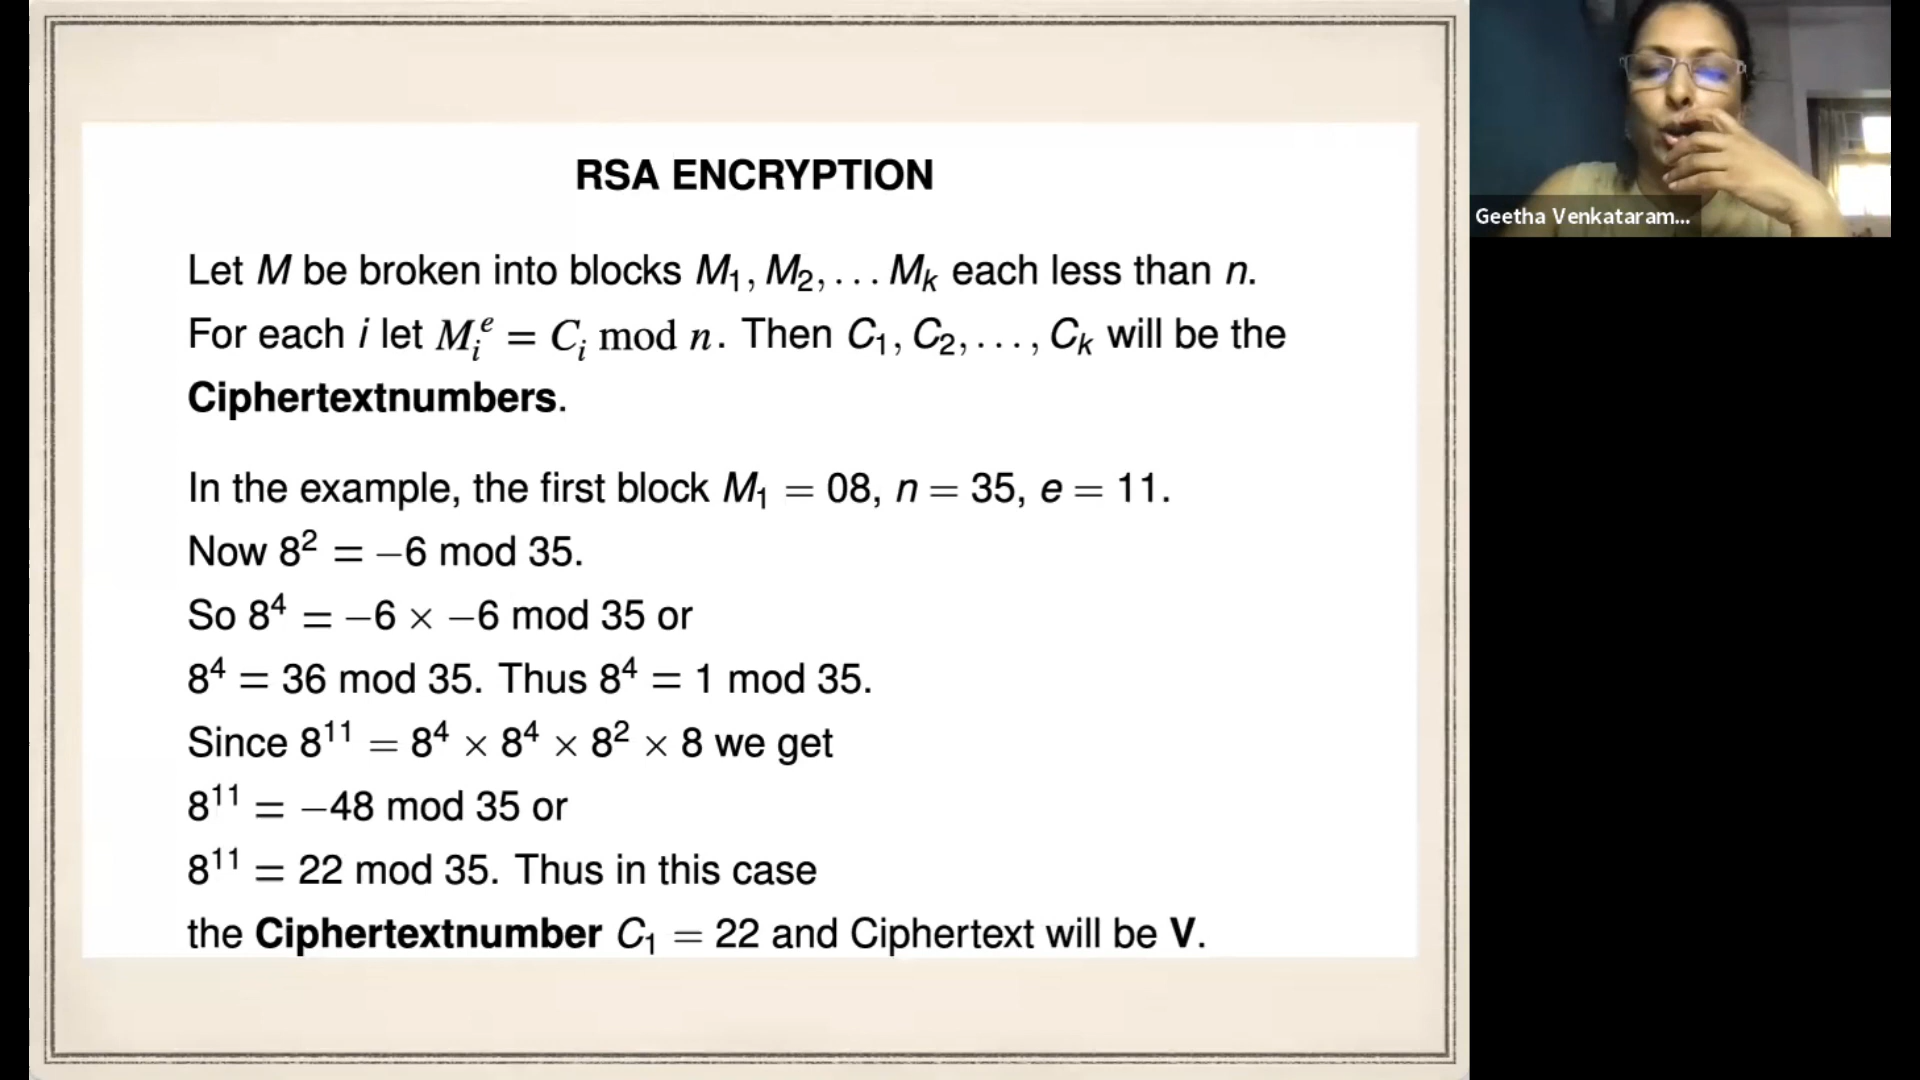 RSA ENCRYPTION
Let M be broken into blocks M₁, M₂, . . . Mₖ each less than n.
For each i let Mᵢᵉ = Cᵢ mod n. Then C₁, C₂, . . . , Cₖ will be the
Ciphertextnumbers.
In the example, the first block M₁ = 08, n = 35, e = 11.
Now 8² = −6 mod 35.
So 8⁴ = −6 × −6 mod 35 or
8⁴ = 36 mod 35. Thus 8⁴ = 1 mod 35.
Since 8¹¹ = 8⁴ × 8⁴ × 8² × 8 we get
8¹¹ = −48 mod 35 or
8¹¹ = 22 mod 35. Thus in this case
the Ciphertextnumber C₁ = 22 and Ciphertext will be V.
Geetha Venkataram...